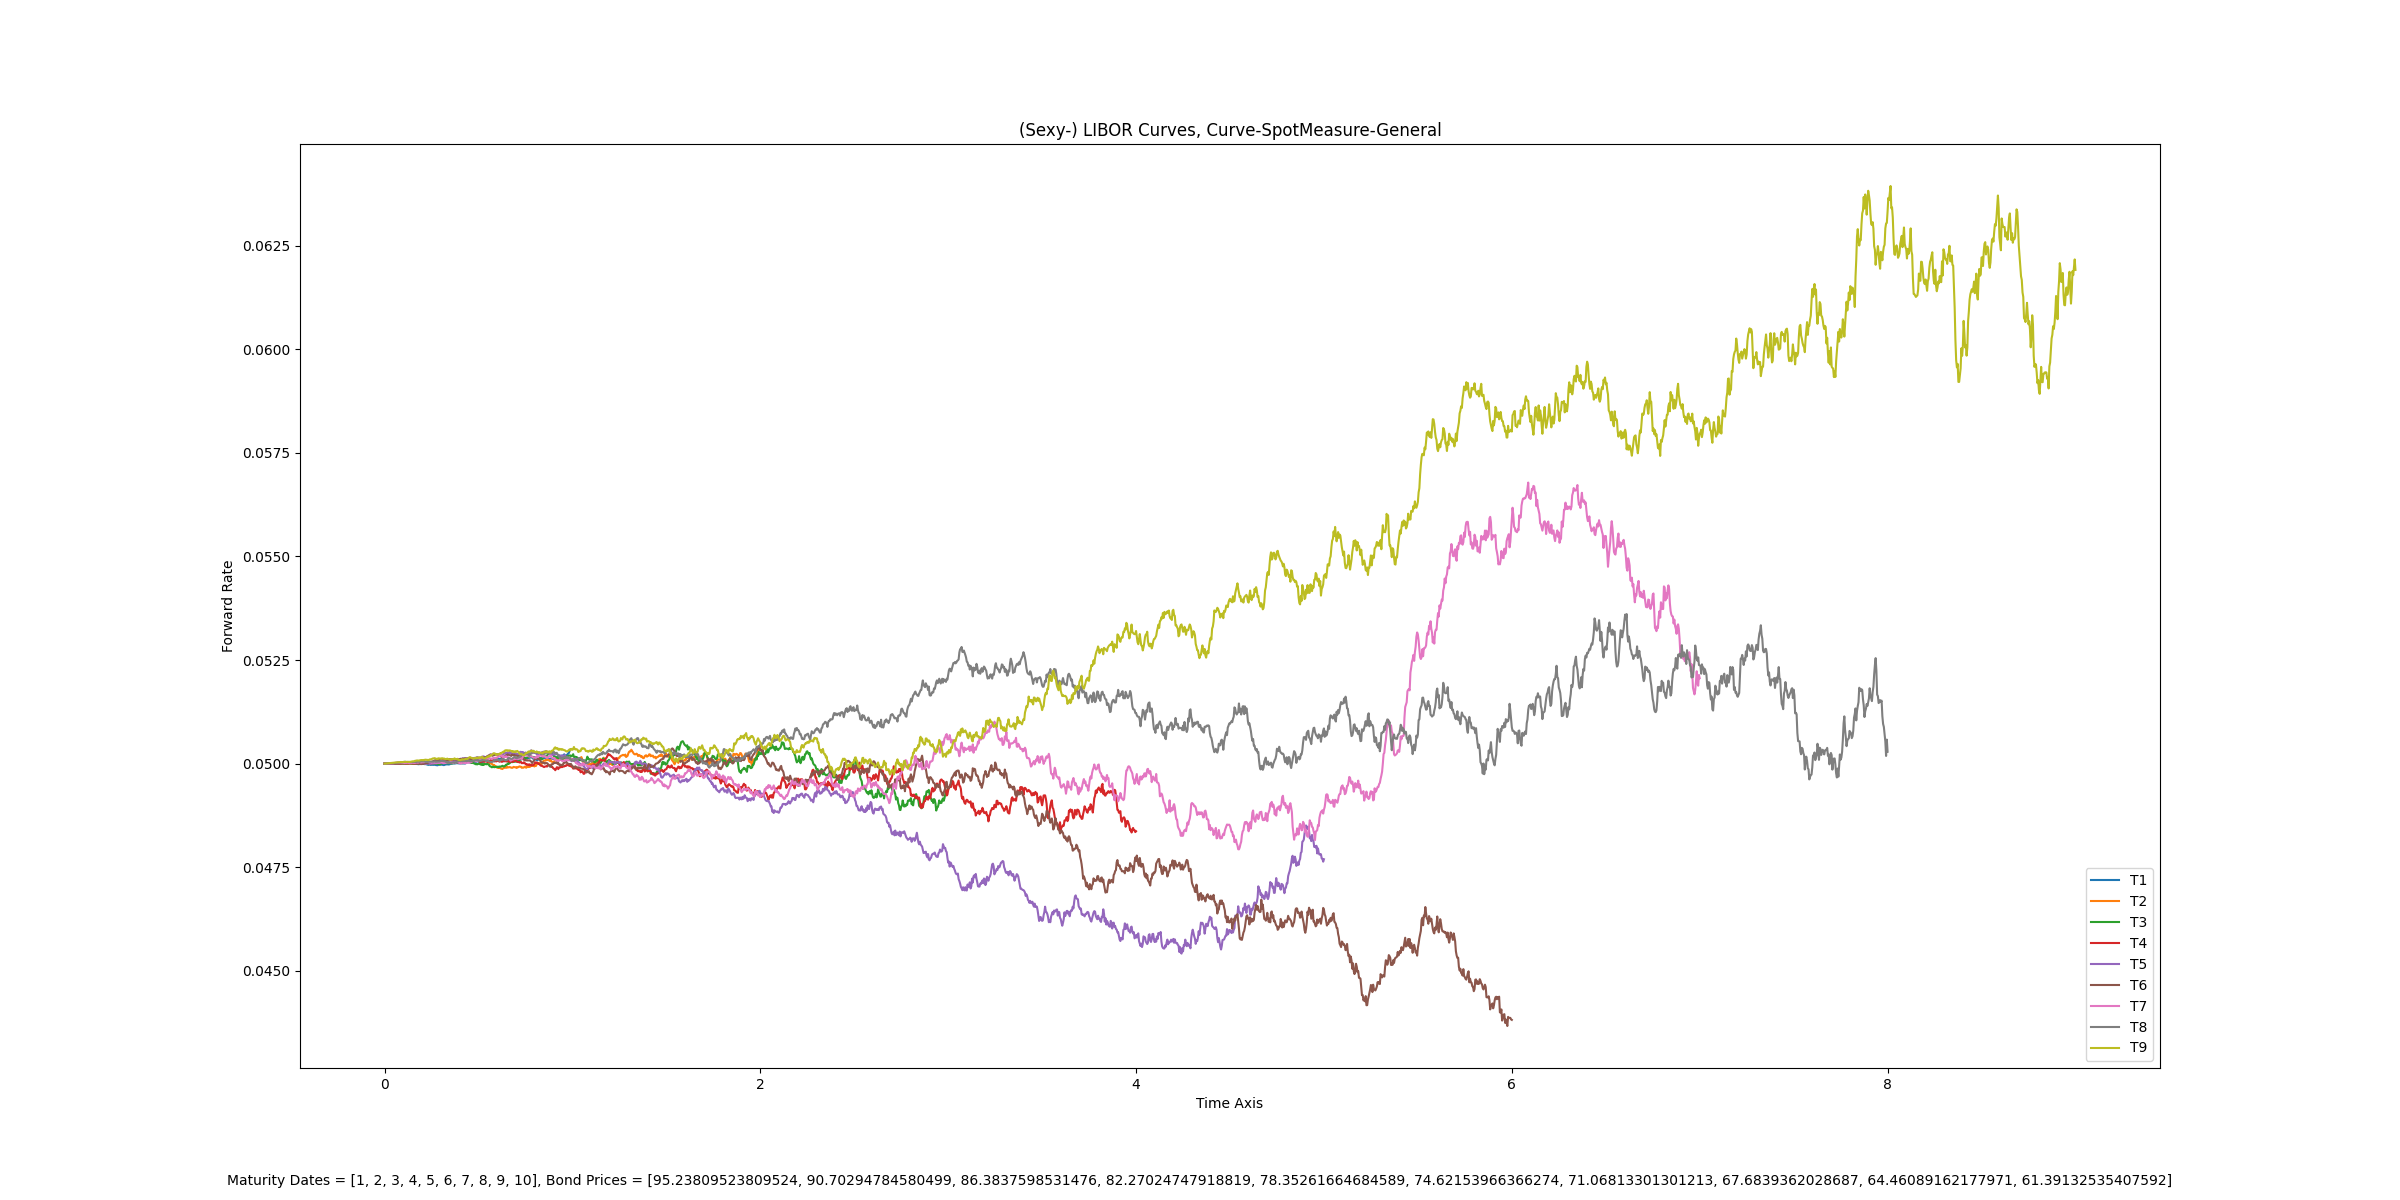 (Sexy-) LIBOR Curves, Curve-SpotMeasure-General
Forward Rate
0.0625
0.0600
0.0575
0.0550
0.0525
0.0500
0.0475
0.0450
0 2 4 6 8
Time Axis
T1
T2
T3
T4
T5
T6
T7
T8
T9
Maturity Dates = [1, 2, 3, 4, 5, 6, 7, 8, 9, 10], Bond Prices = [95.23809523809524, 90.70294784580499, 86.3837598531476, 82.27024747918819, 78.35261664684589, 74.62153966366274, 71.06813301301213, 67.6839362028687, 64.46089162177971, 61.39132535407592]